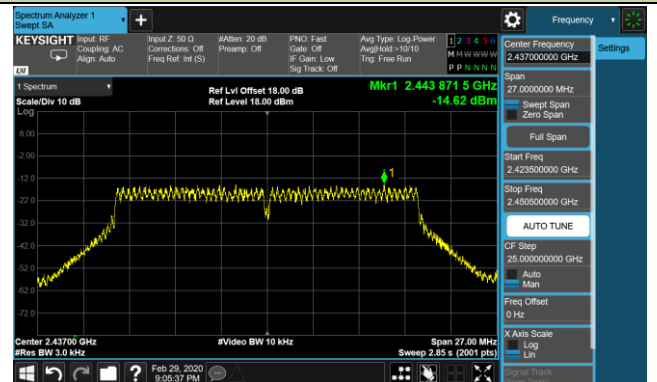 Spectrum Analyzer 1
Swept SA
+
Frequency
KEYSIGHT
Input: RF
Coupling: AC
Align: Auto
Input Z: 50 Ω
Corrections: Off
Freq Ref: Int (S)
#Atten: 20 dB
Preamp: Off
PNO: Fast
Gate: Off
IF Gain: Low
Sig Track: Off
Avg Type: Log-Power
Avg|Hold:>10/10
Trig: Free Run
1 2 3 4 5 6
M W W W W W
P P N N N N
LXI
1 Spectrum
Scale/Div 10 dB
Ref Lvl Offset 18.00 dB
Ref Level 18.00 dBm
Mkr1 2.443 871 5 GHz
-14.62 dBm
Log
8.00
-2.00
-12.0
-22.0
-32.0
-42.0
-52.0
-62.0
-72.0
1
Center 2.43700 GHz
#Res BW 3.0 kHz
#Video BW 10 kHz
Span 27.00 MHz
Sweep 2.85 s (2001 pts)
Feb 29, 2020
9:05:37 PM
Center Frequency
2.437000000 GHz
Span
27.0000000 MHz
Swept Span
Zero Span
Full Span
Start Freq
2.423500000 GHz
Stop Freq
2.450500000 GHz
AUTO TUNE
CF Step
25.000000000 GHz
Auto
Man
Freq Offset
0 Hz
X Axis Scale
Log
Lin
Signal Track
Settings